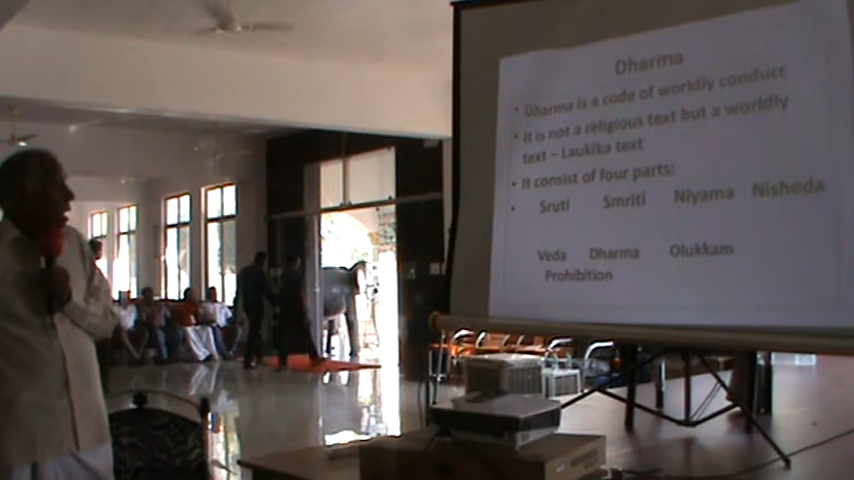 Dharma
• Dharma is a code of worldly conduct
• It is not a religious text but a worldly
text – Laukika text
• It consist of four parts:
• Sruti Smriti Niyama Nisheda
Veda Dharma Olukkam
Prohibition